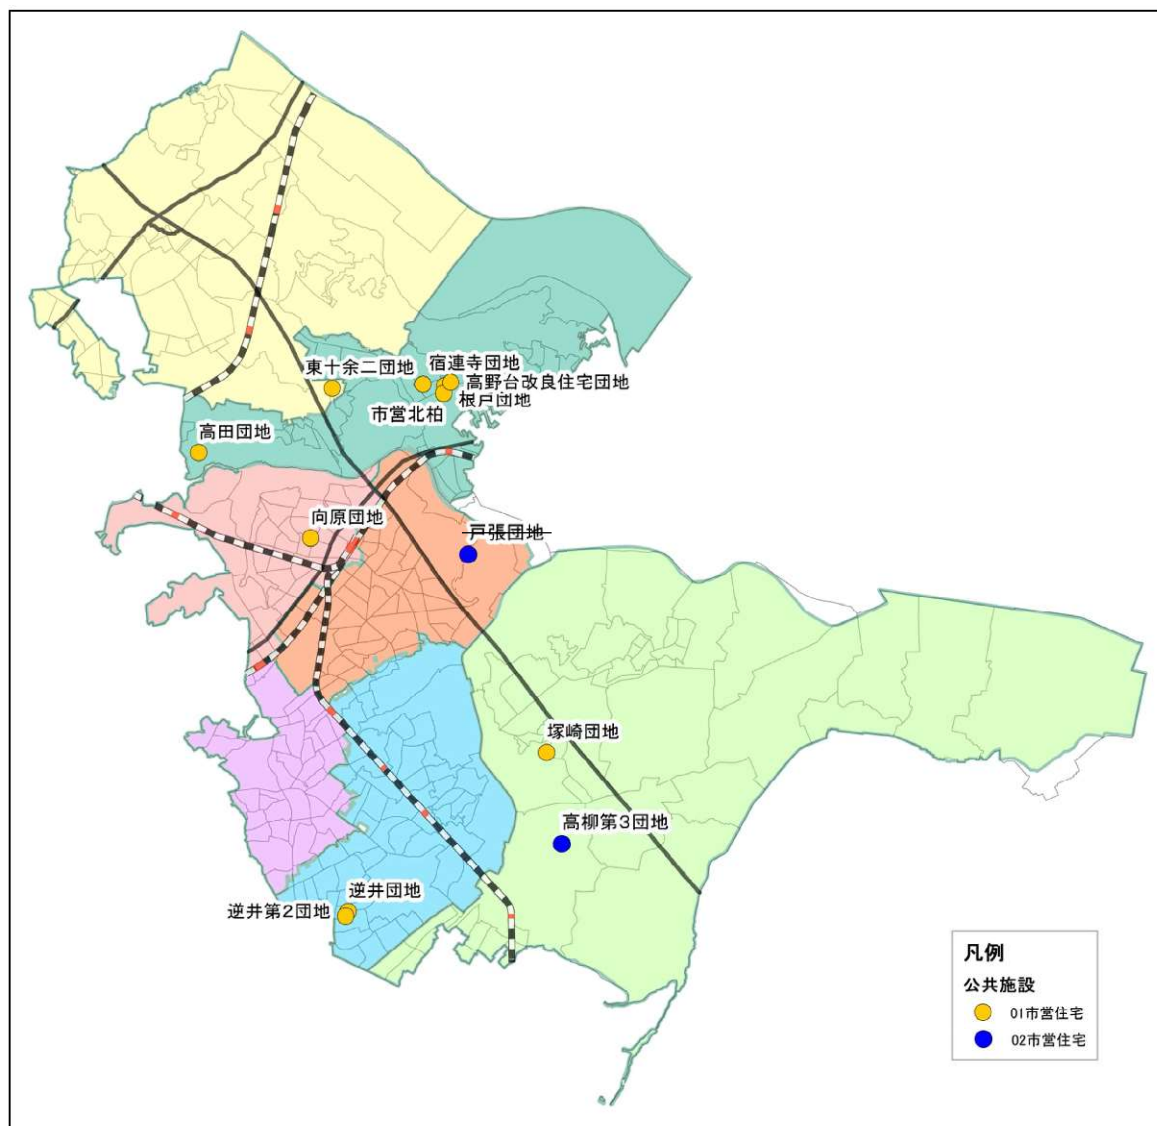 東十余二団地
宿連寺団地
高野台改良住宅団地
根戸団地
市営北柏
高田団地
向原団地
戸張団地
塚崎団地
高柳第3団地
逆井団地
逆井第2団地
凡例
公共施設
01市営住宅
02市営住宅